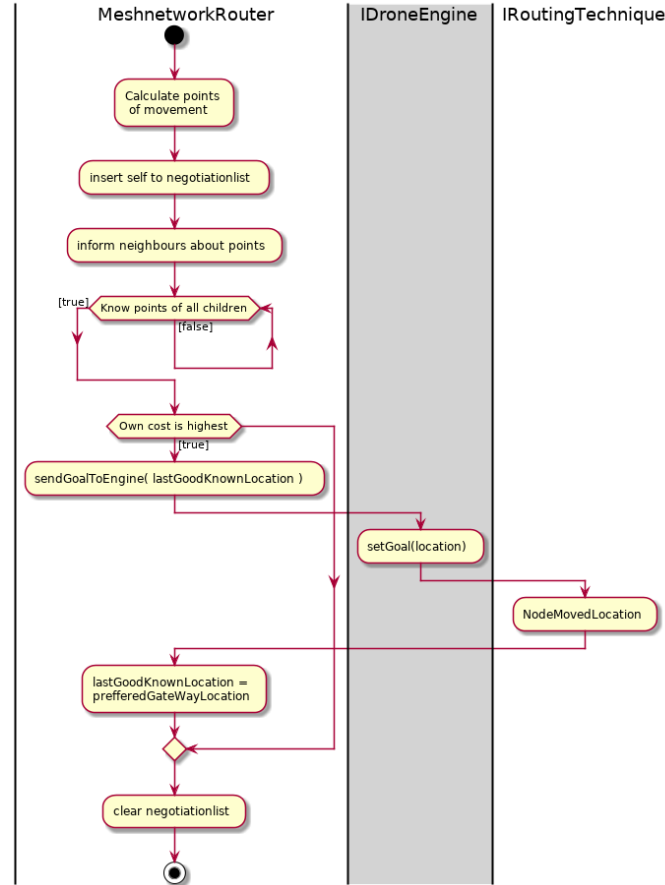 MeshnetworkRouter
IDroneEngine
IRoutingTechnique
Calculate points
of movement
insert self to negotiationlist
inform neighbours about points
[true]
Know points of all children
[false]
Own cost is highest
[true]
sendGoalToEngine( lastGoodKnownLocation )
setGoal(location)
NodeMovedLocation
lastGoodKnownLocation =
prefferedGateWayLocation
clear negotiationlist